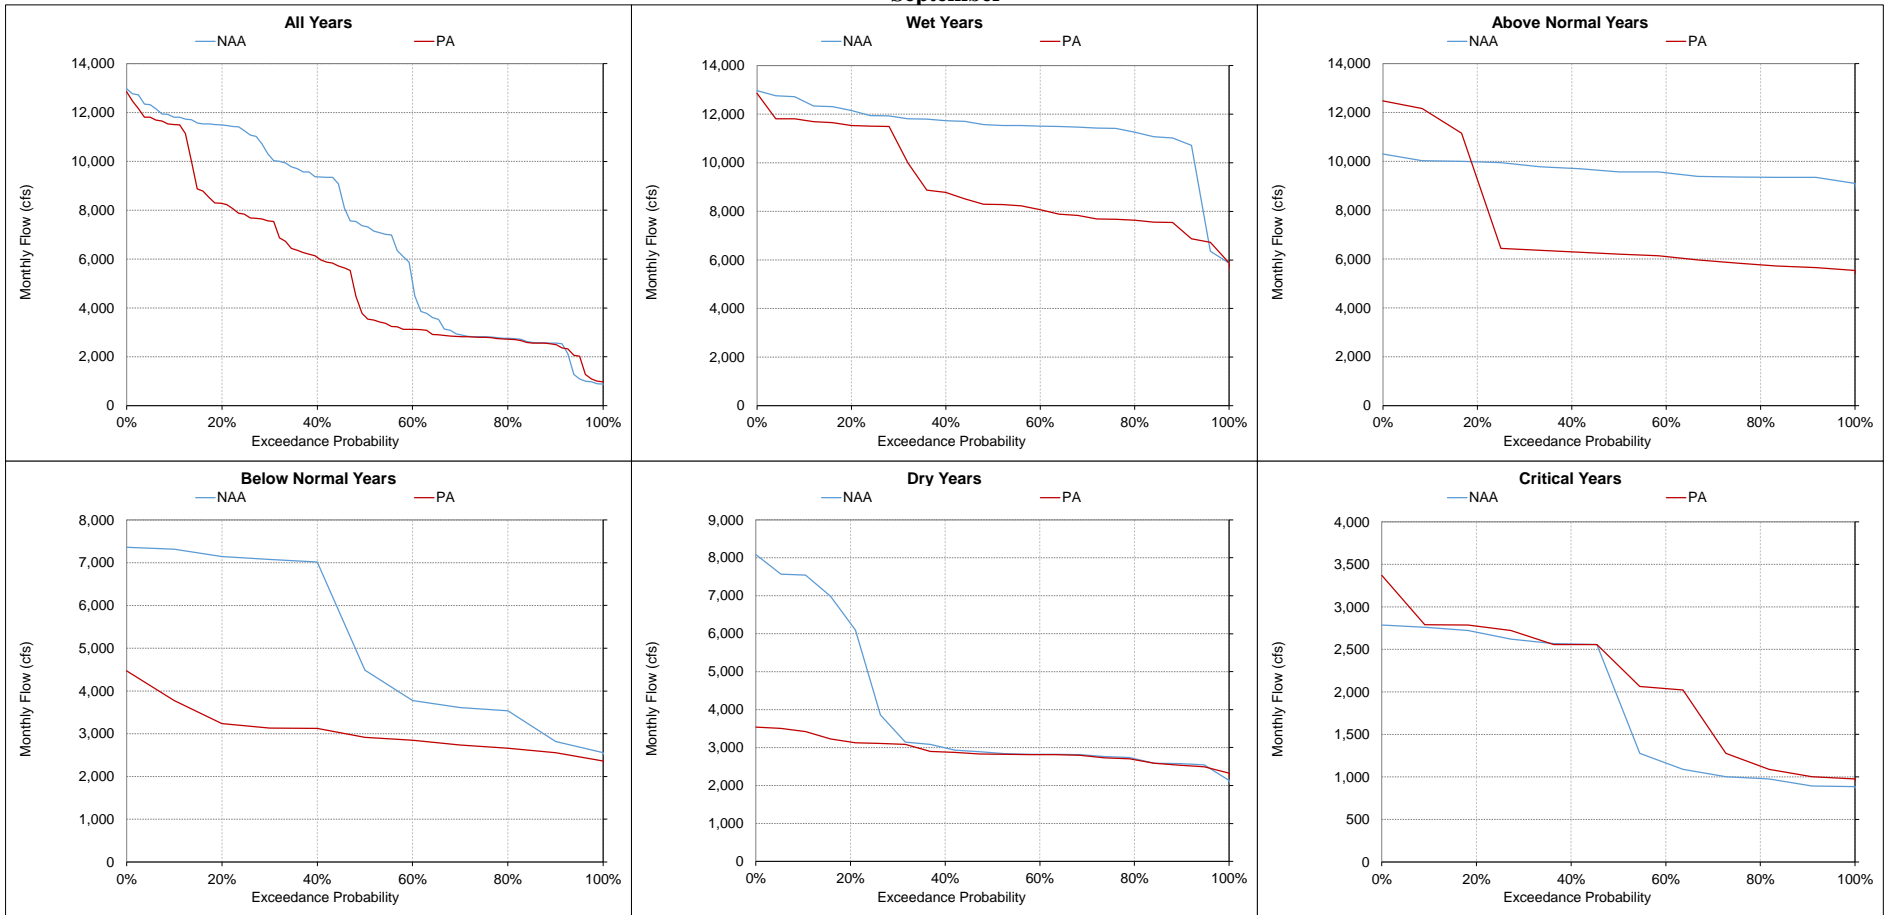 September
All Years
NAA PA
Monthly Flow (cfs)
14,000
12,000
10,000
8,000
6,000
4,000
2,000
0
0% 20% 40% 60% 80% 100%
Exceedance Probability
Wet Years
NAA PA
Monthly Flow (cfs)
14,000
12,000
10,000
8,000
6,000
4,000
2,000
0
0% 20% 40% 60% 80% 100%
Exceedance Probability
Above Normal Years
NAA PA
Monthly Flow (cfs)
14,000
12,000
10,000
8,000
6,000
4,000
2,000
0
0% 20% 40% 60% 80% 100%
Exceedance Probability
Below Normal Years
NAA PA
Monthly Flow (cfs)
8,000
7,000
6,000
5,000
4,000
3,000
2,000
1,000
0
0% 20% 40% 60% 80% 100%
Exceedance Probability
Dry Years
NAA PA
Monthly Flow (cfs)
9,000
8,000
7,000
6,000
5,000
4,000
3,000
2,000
1,000
0
0% 20% 40% 60% 80% 100%
Exceedance Probability
Critical Years
NAA PA
Monthly Flow (cfs)
4,000
3,500
3,000
2,500
2,000
1,500
1,000
500
0
0% 20% 40% 60% 80% 100%
Exceedance Probability